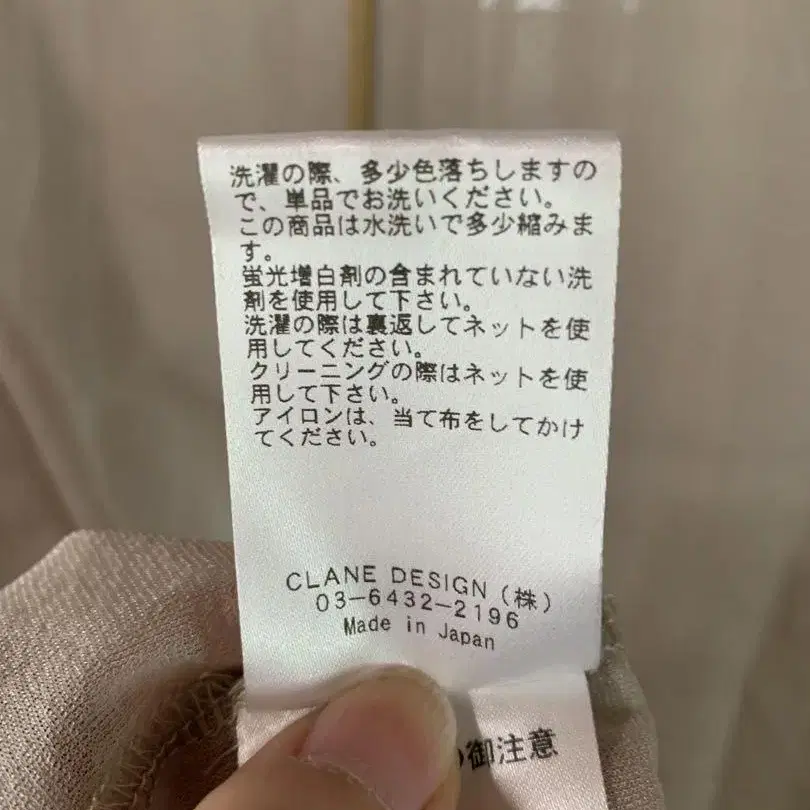 洗濯の際、多少色落ちしますの
で、単品でお洗いください。
この商品は水洗いで多少縮みま
す。
蛍光増白剤の含まれていない洗
剤を使用して下さい。
洗濯の際は裏返してネットを使
用してください。
クリーニングの際はネットを使
用して下さい。
アイロンは、当て布をしてかけ
てください。
CLANE DESIGN（株）
03-6432-2196
Made in Japan
の御注意